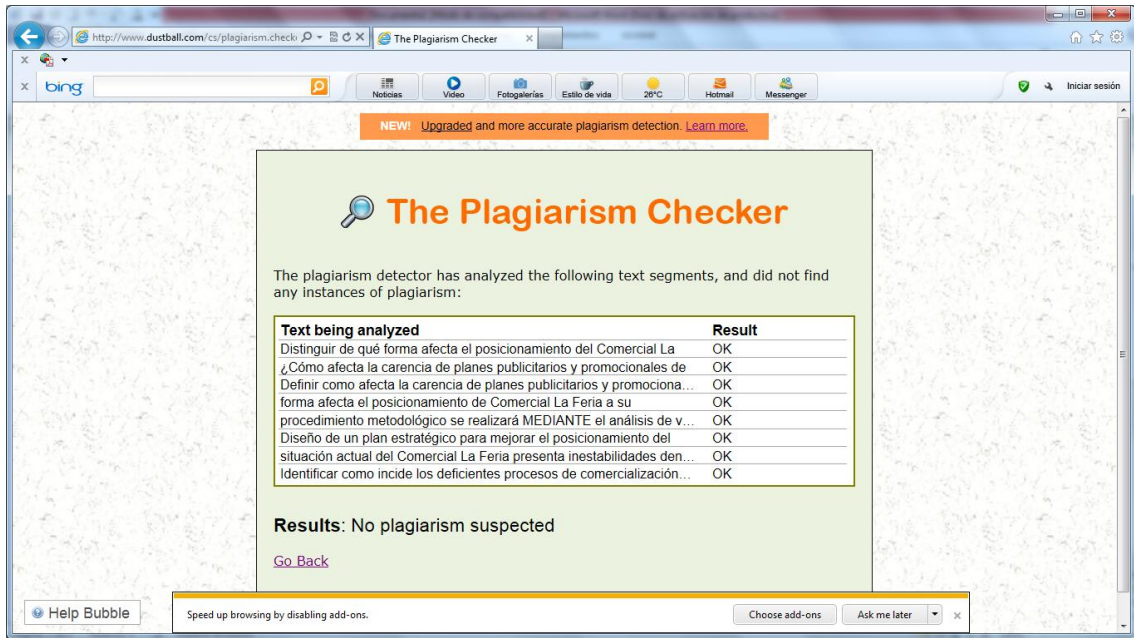 http://www.dustball.com/cs/plagiarism.check
The Plagiarism Checker
bing
Noticias
Video
Fotogalerías
Estilo de vida
26°C
Hotmail
Messenger
Iniciar sesión
NEW! Upgraded and more accurate plagiarism detection. Learn more.
The Plagiarism Checker
The plagiarism detector has analyzed the following text segments, and did not find
any instances of plagiarism:
Text being analyzed Result
Distinguir de qué forma afecta el posicionamiento del Comercial La OK
¿Cómo afecta la carencia de planes publicitarios y promocionales de OK
Definir como afecta la carencia de planes publicitarios y promociona... OK
forma afecta el posicionamiento de Comercial La Feria a su OK
procedimiento metodológico se realizará MEDIANTE el análisis de v... OK
Diseño de un plan estratégico para mejorar el posicionamiento del OK
situación actual del Comercial La Feria presenta inestabilidades den... OK
Identificar como incide los deficientes procesos de comercialización... OK
Results: No plagiarism suspected
Go Back
Help Bubble
Speed up browsing by disabling add-ons.
Choose add-ons
Ask me later